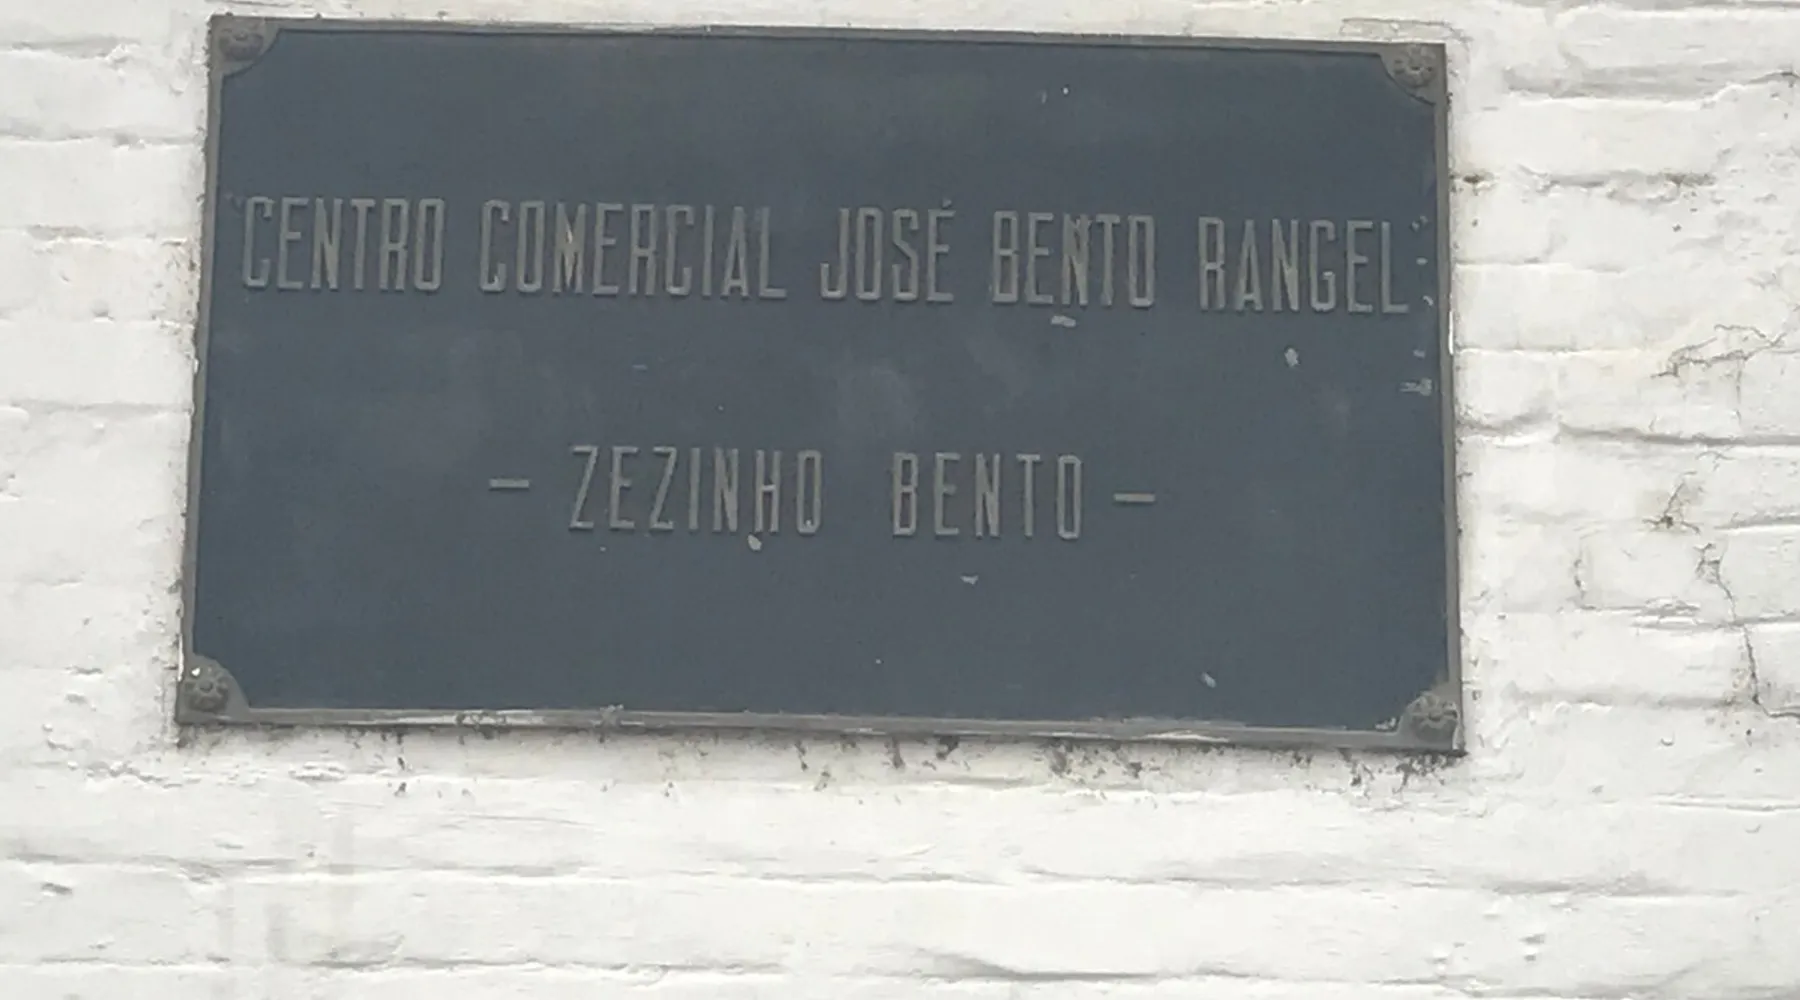 CENTRO COMERCIAL JOSÉ BENTO RANGEL
- ZEZINHO BENTO -